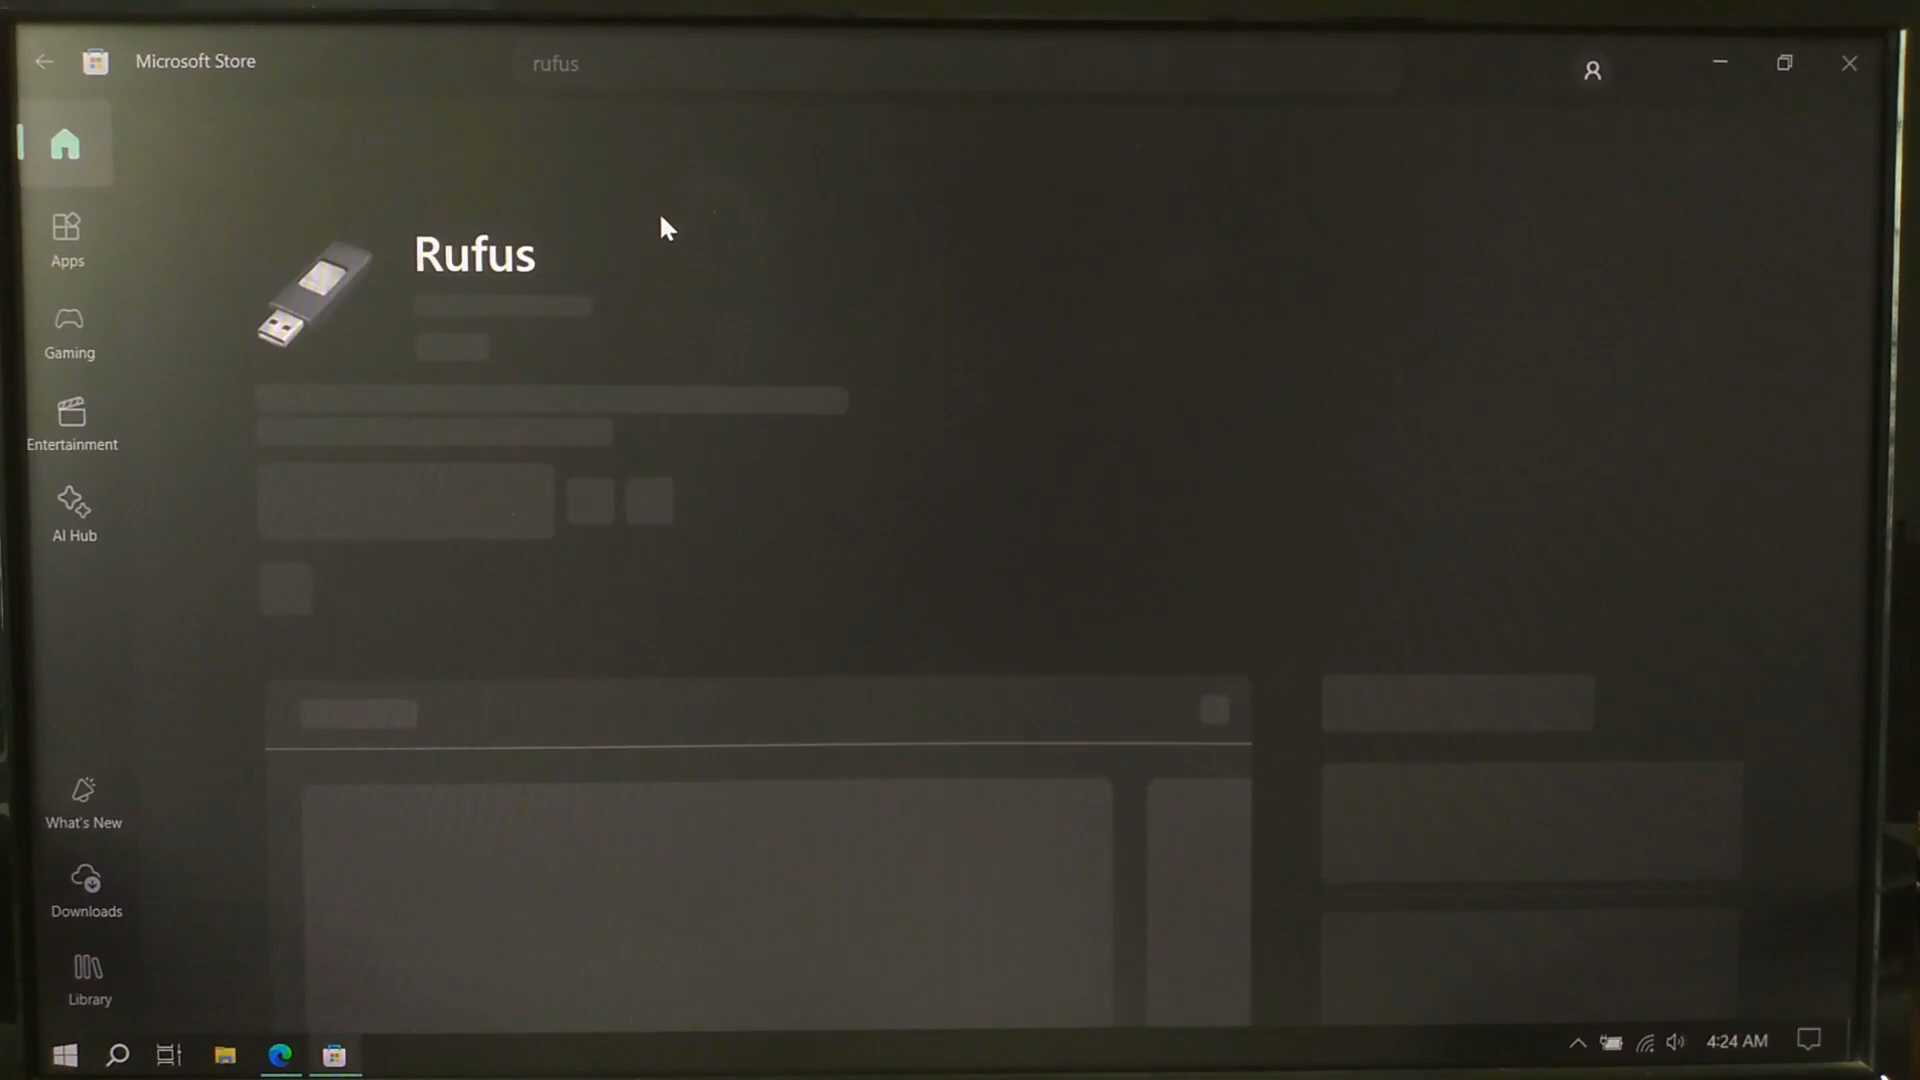 Microsoft Store
rufus
Rufus
Apps
Gaming
Entertainment
AI Hub
What's New
Downloads
Library
4:24 AM